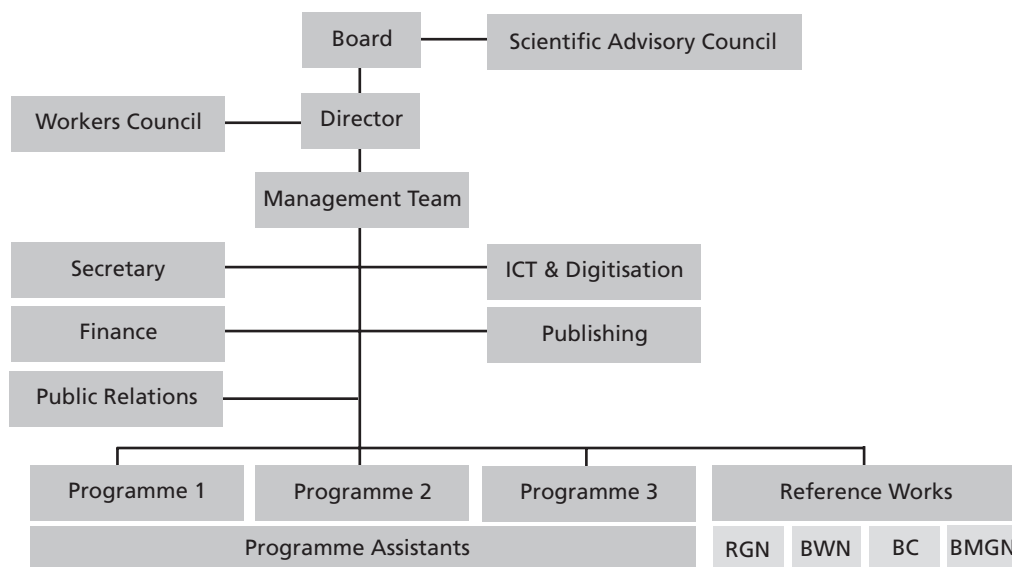 Board
Scientific Advisory Council
Workers Council
Director
Management Team
Secretary
ICT & Digitisation
Finance
Publishing
Public Relations
Programme 1
Programme 2
Programme 3
Reference Works
Programme Assistants
RGN
BWN
BC
BMGN